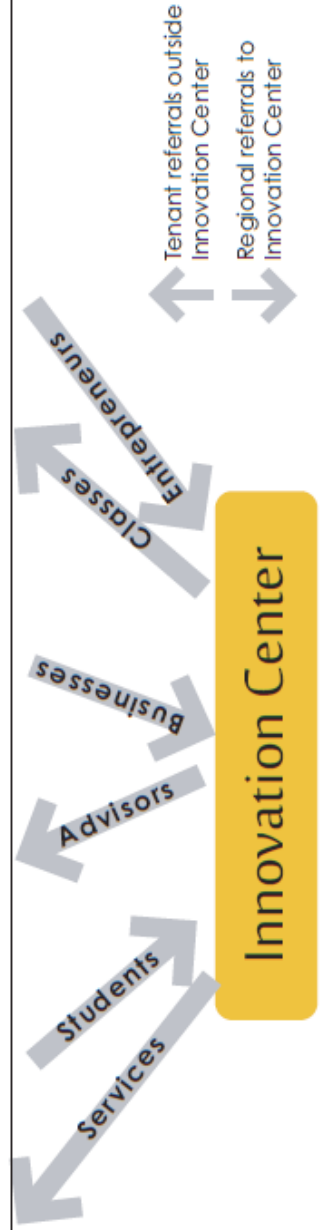 Services
Students
Advisors
Businesses
Classes
Entrepreneurs
Innovation Center
Tenant referrals outside
Innovation Center
Regional referrals to
Innovation Center